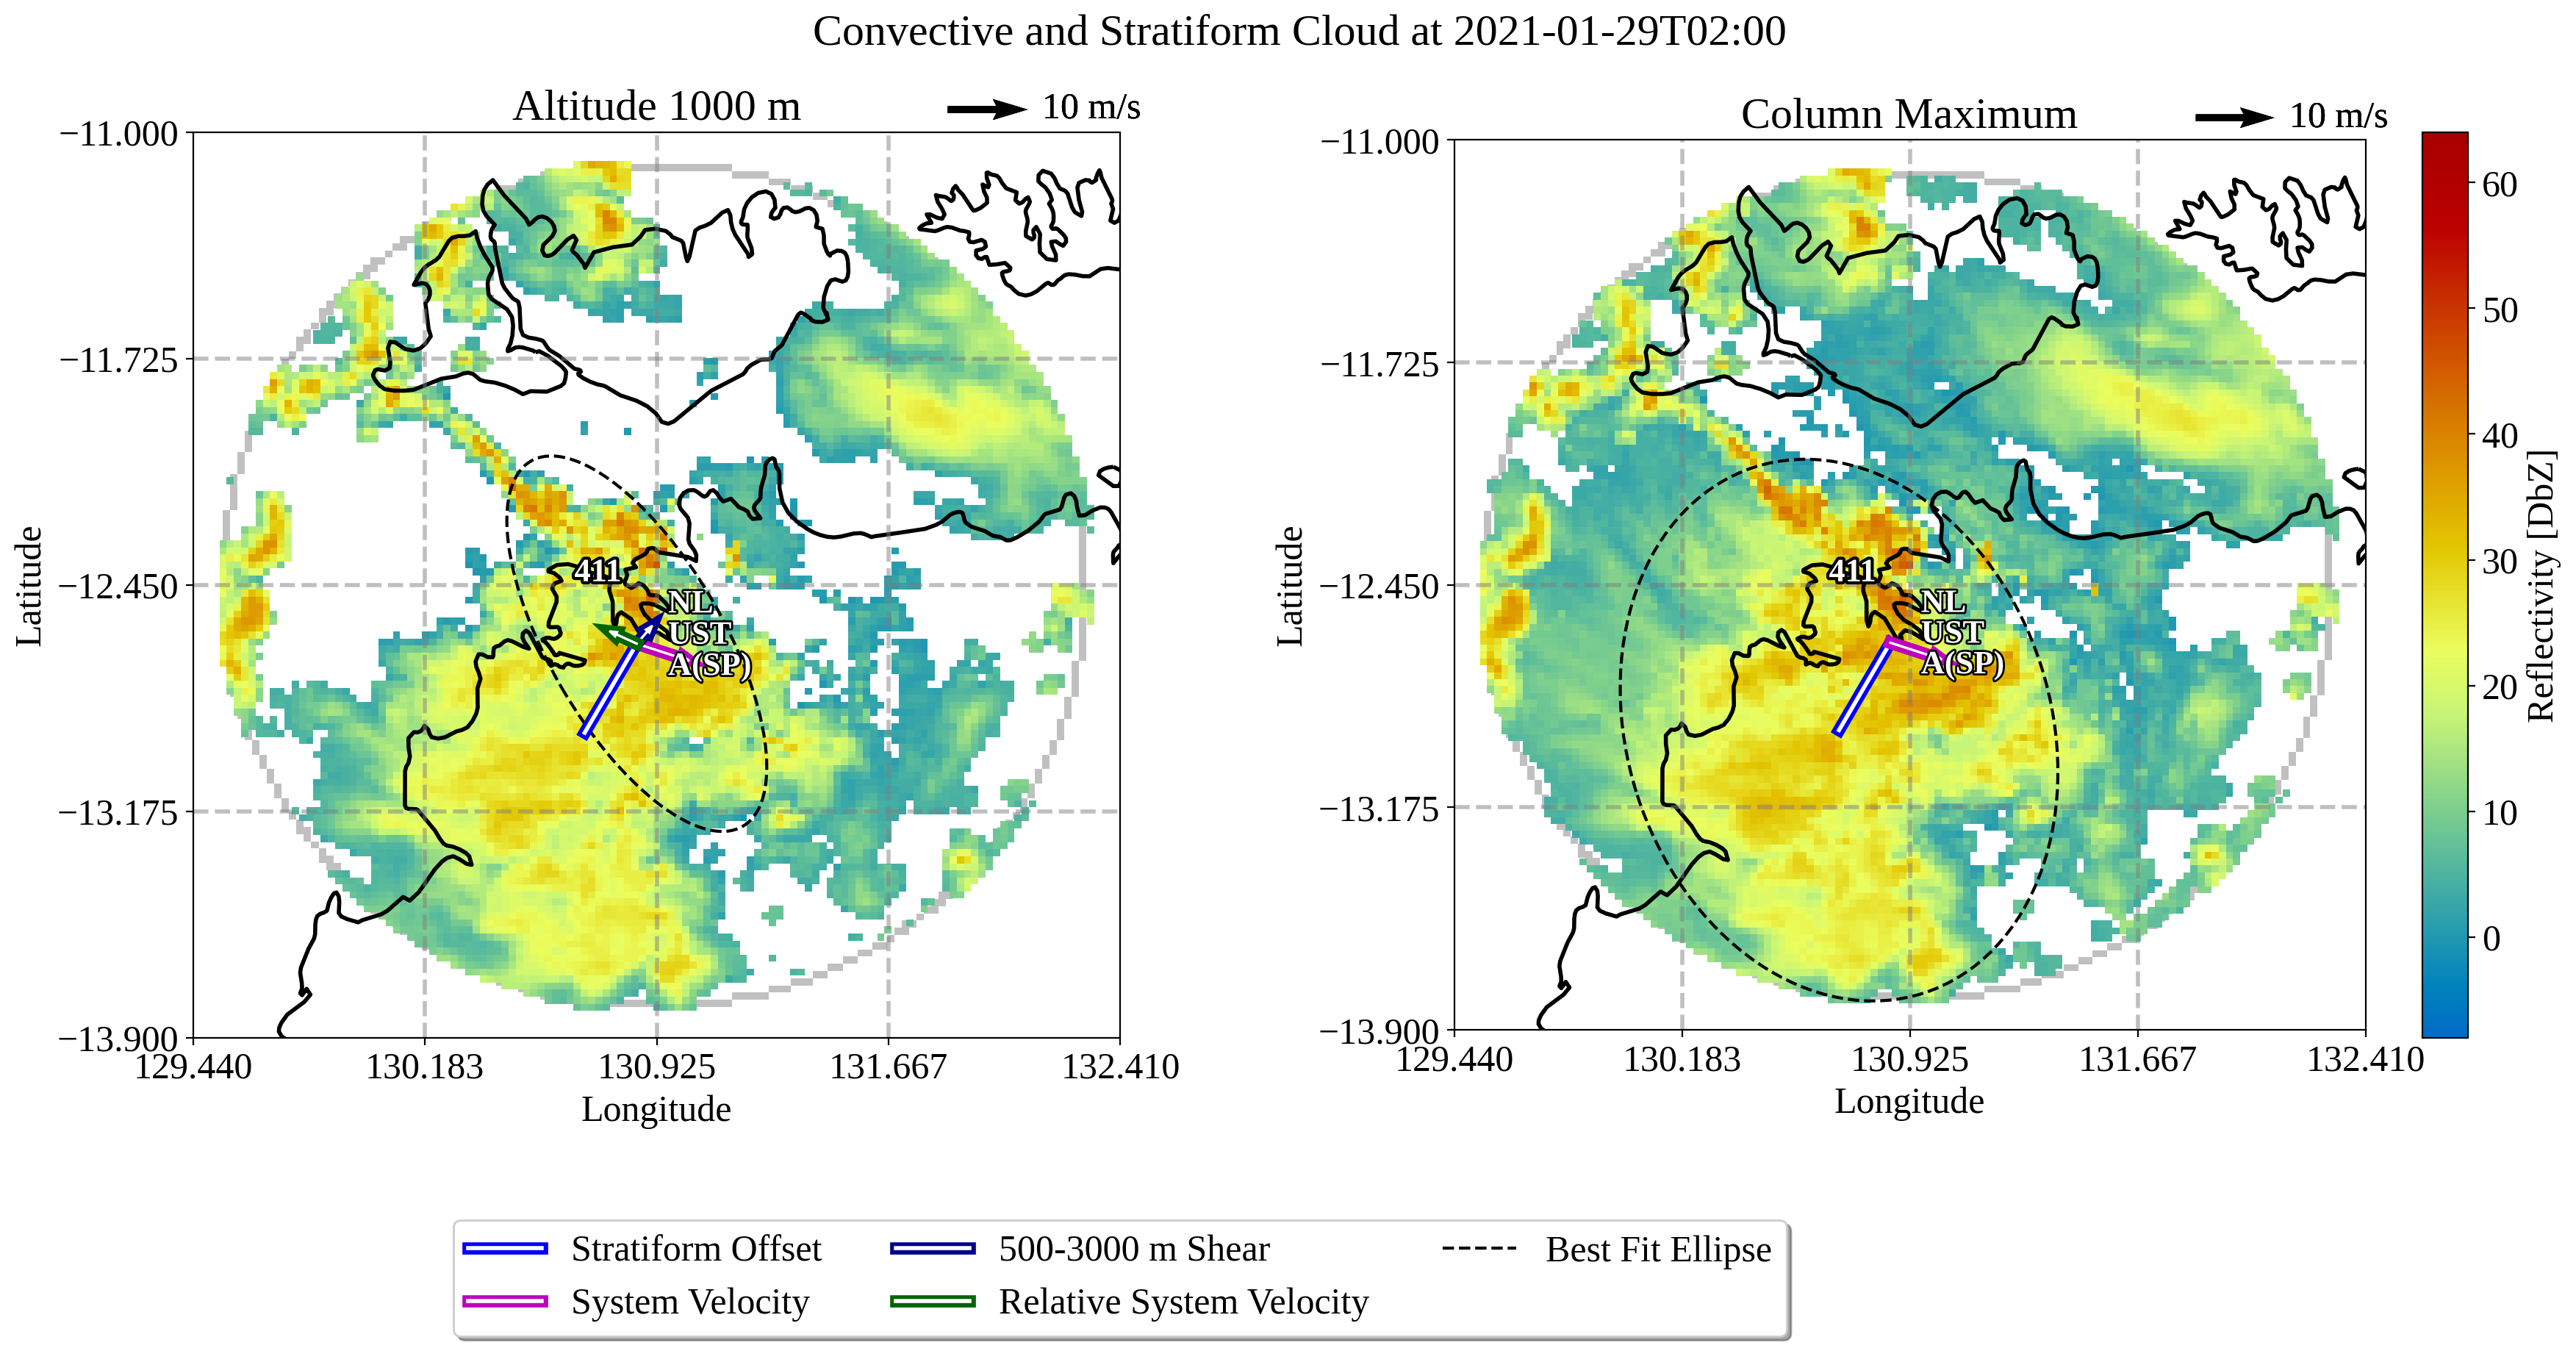 Convective and Stratiform Cloud at 2021-01-29T02:00
Altitude 1000 m
10 m/s
−11.000
−11.725
−12.450
−13.175
−13.900
Latitude
129.440
130.183
130.925
131.667
132.410
Longitude
411
NL
UST
A(SP)
Column Maximum
10 m/s
−11.000
−11.725
−12.450
−13.175
−13.900
Latitude
129.440
130.183
130.925
131.667
132.410
Longitude
411
NL
UST
A(SP)
60
50
40
30
20
10
0
Reflectivity [DbZ]
Stratiform Offset
System Velocity
500-3000 m Shear
Relative System Velocity
Best Fit Ellipse